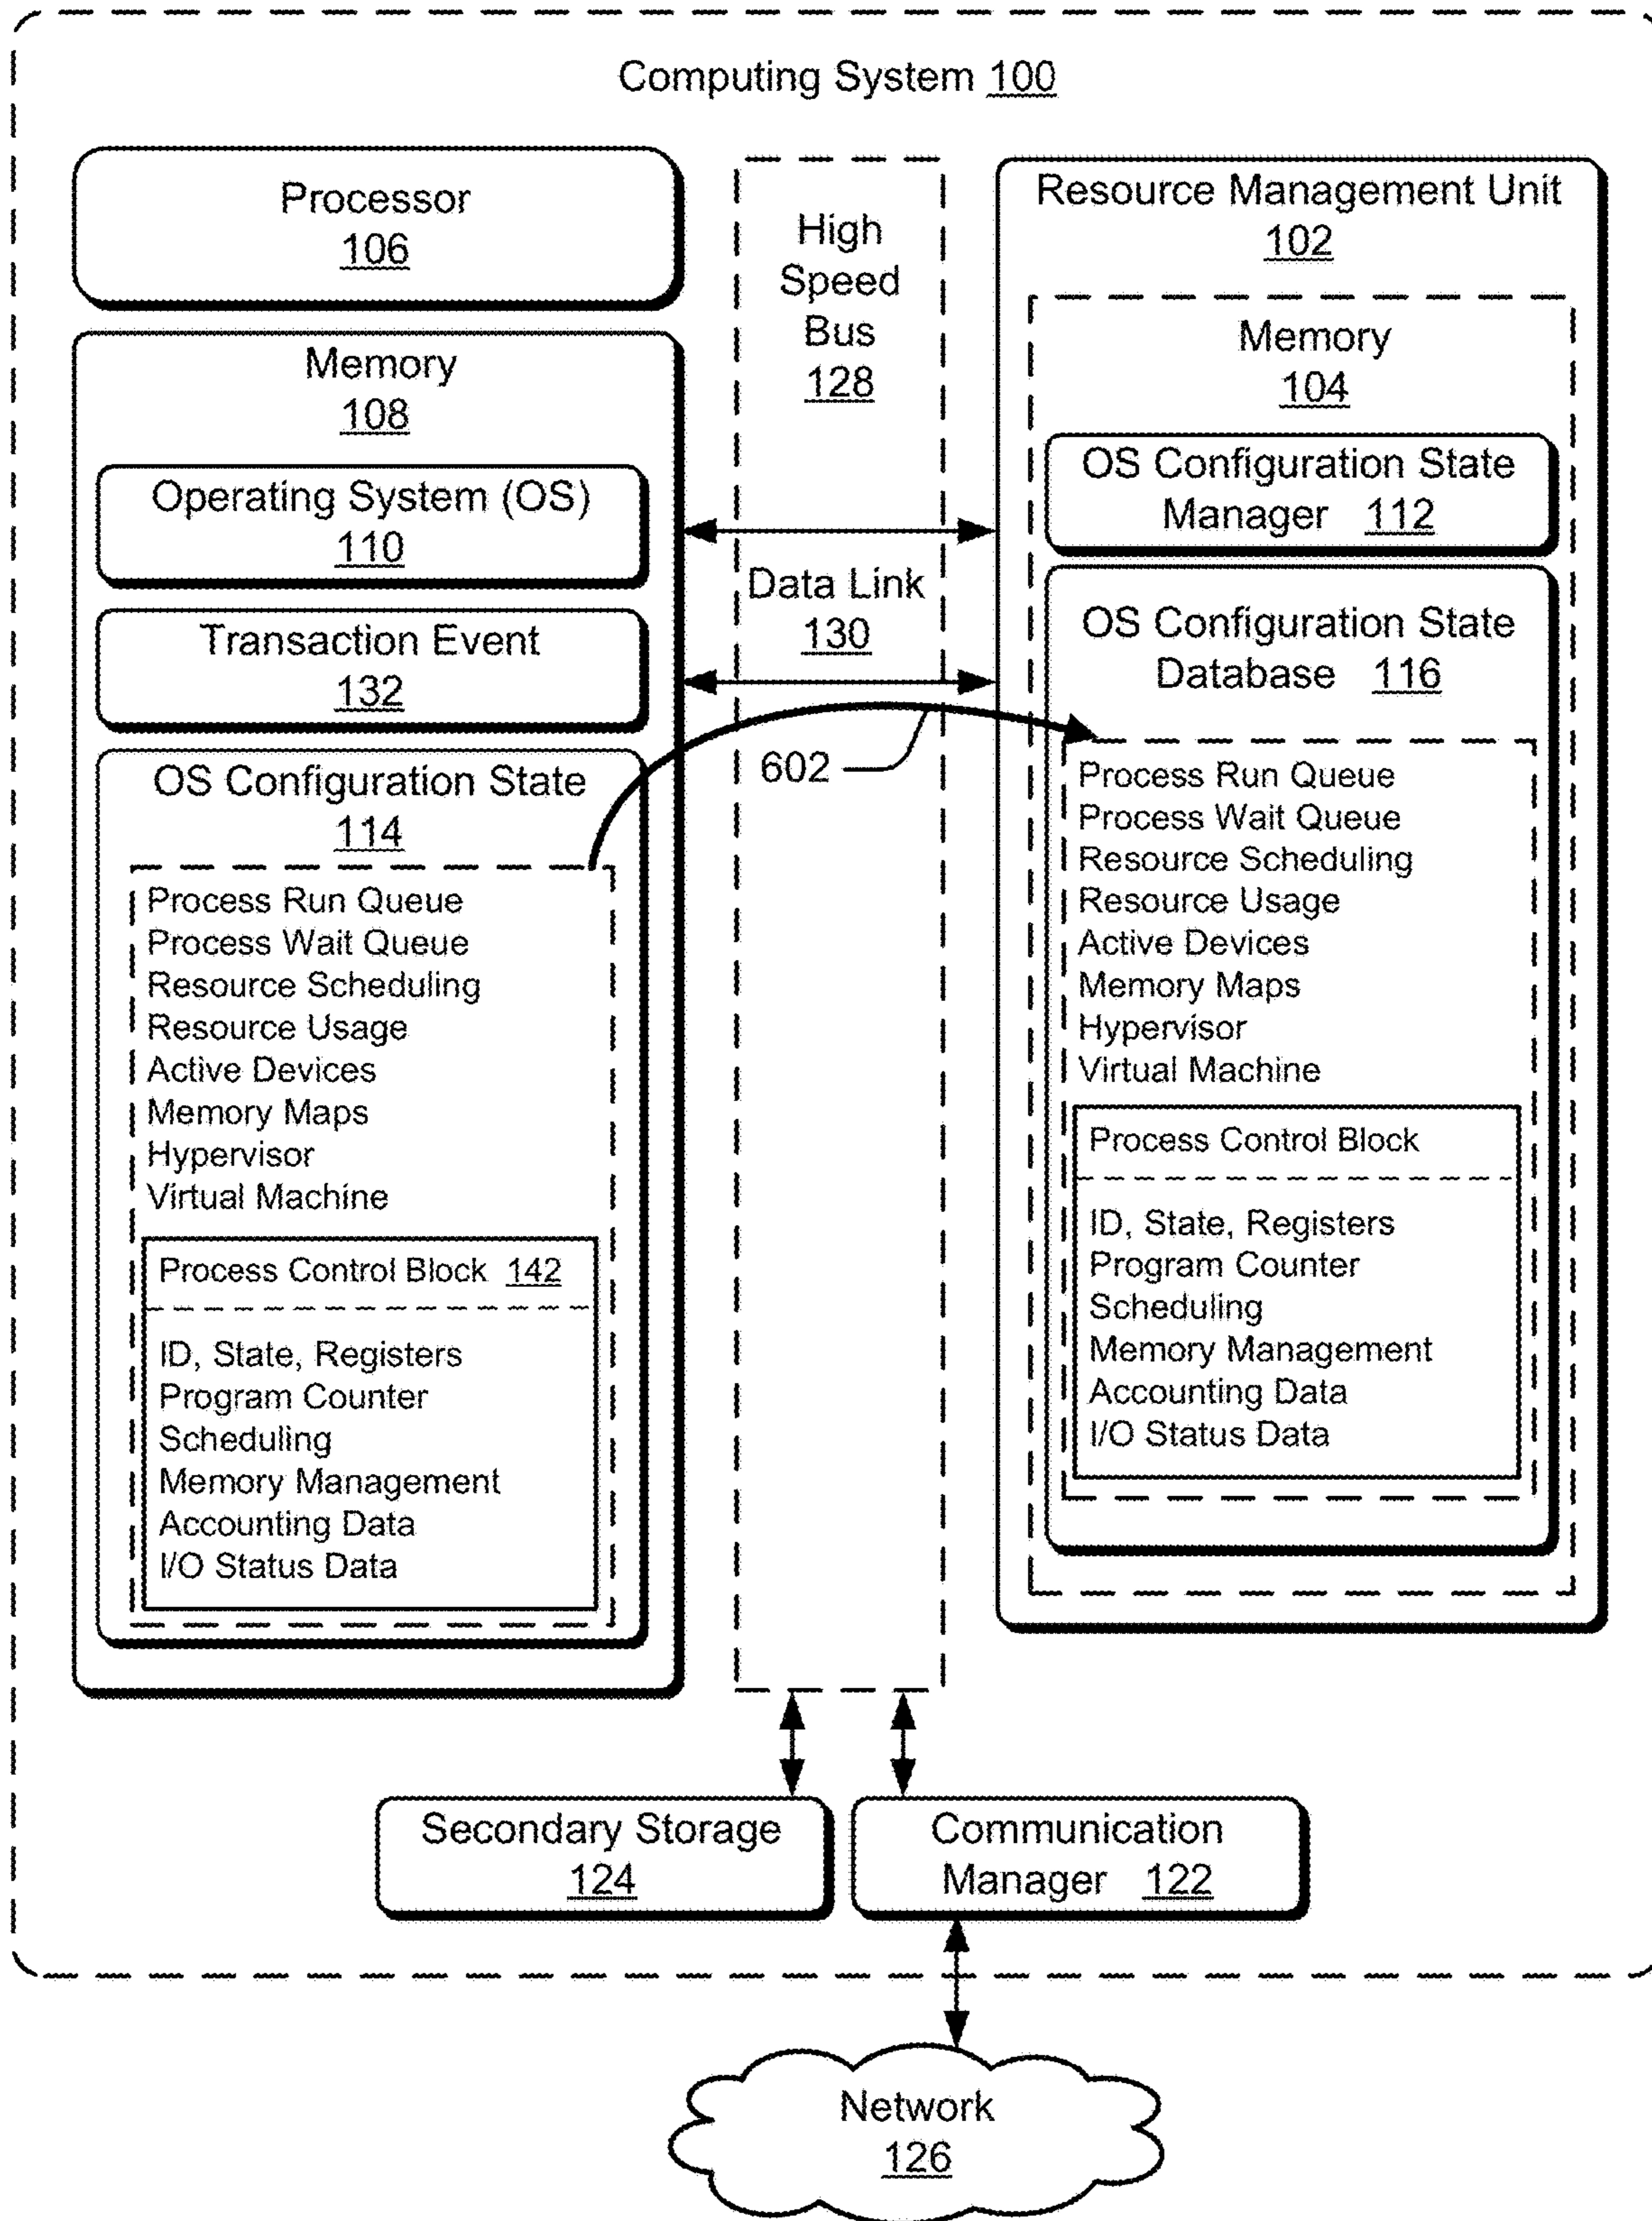 Computing System 100
Processor
106
Memory
108
Operating System (OS)
110
Transaction Event
132
OS Configuration State
114
Process Run Queue
Process Wait Queue
Resource Scheduling
Resource Usage
Active Devices
Memory Maps
Hypervisor
Virtual Machine
Process Control Block 142
ID, State, Registers
Program Counter
Scheduling
Memory Management
Accounting Data
I/O Status Data
High
Speed
Bus
128
Data Link
130
602
Resource Management Unit
102
Memory
104
OS Configuration State
Manager 112
OS Configuration State
Database 116
Process Run Queue
Process Wait Queue
Resource Scheduling
Resource Usage
Active Devices
Memory Maps
Hypervisor
Virtual Machine
Process Control Block
ID, State, Registers
Program Counter
Scheduling
Memory Management
Accounting Data
I/O Status Data
Secondary Storage
124
Communication
Manager 122
Network
126